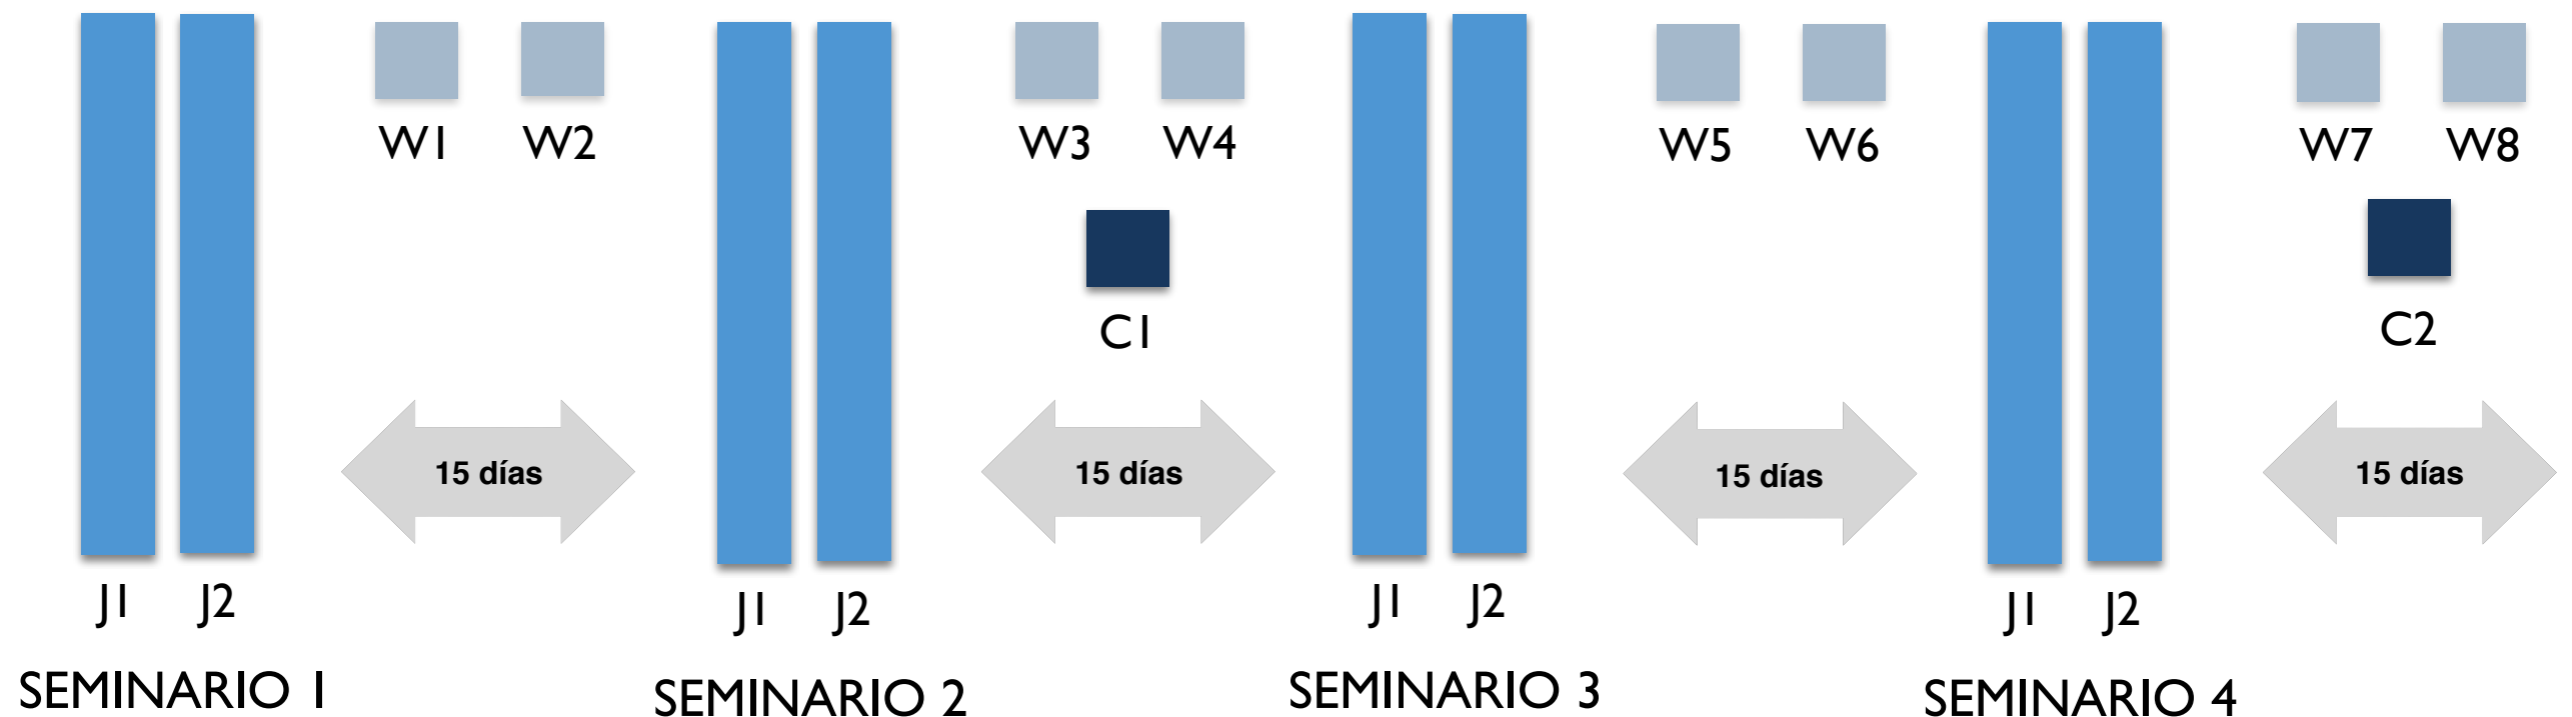 W1 W2 W3 W4 W5 W6 W7 W8
C1 C2
15 días 15 días 15 días 15 días
J1 J2 J1 J2 J1 J2 J1 J2
SEMINARIO 1 SEMINARIO 2 SEMINARIO 3 SEMINARIO 4